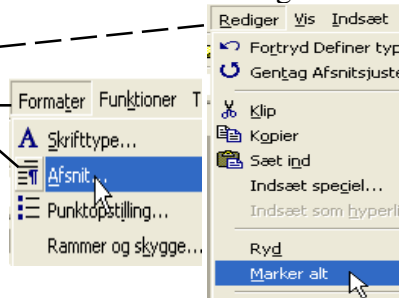 Rediger Vis Indsæt
Fortryd Definer typ
Gentag Afsnitsjuste
Klip
Kopier
Sæt ind
Indsæt speciel...
Indsæt som hyperli
Ryd
Marker alt
Formater Funktioner T
Skrifttype...
Afsnit...
Punktopstilling...
Rammer og skygge...